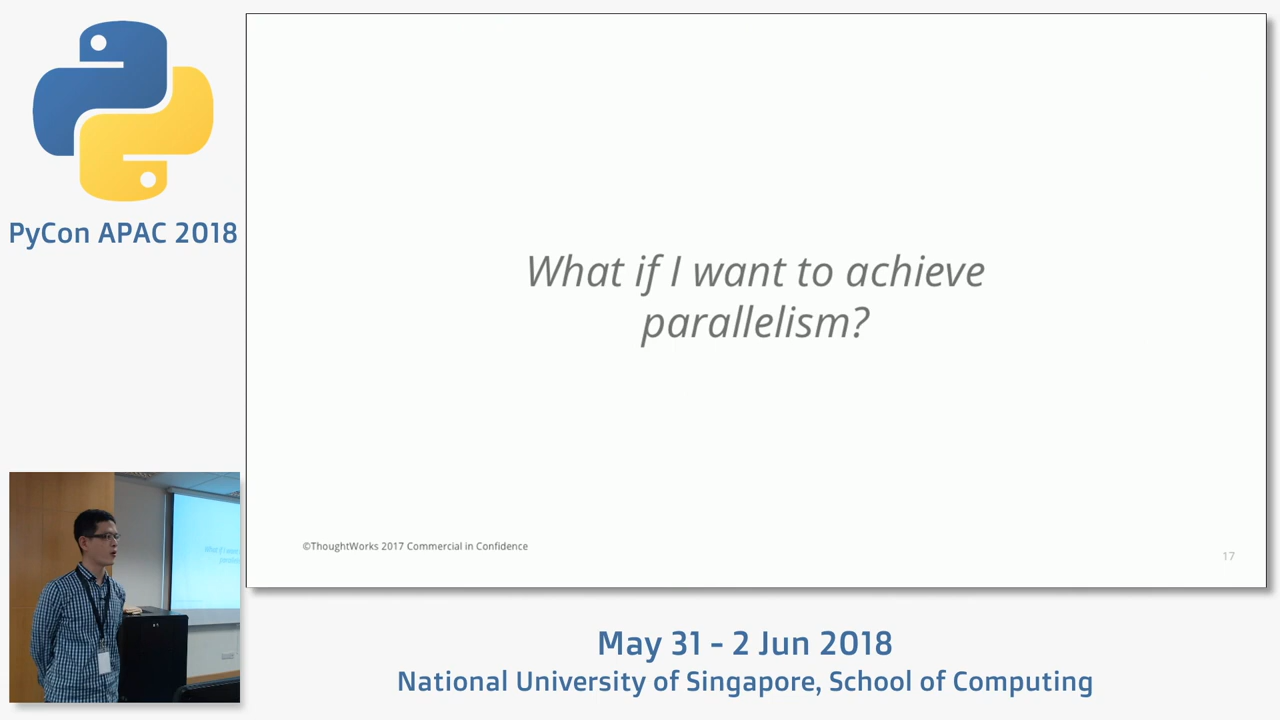 PyCon APAC 2018
What if I want to achieve
parallelism?
©ThoughtWorks 2017 Commercial in Confidence
17
May 31 - 2 Jun 2018
National University of Singapore, School of Computing